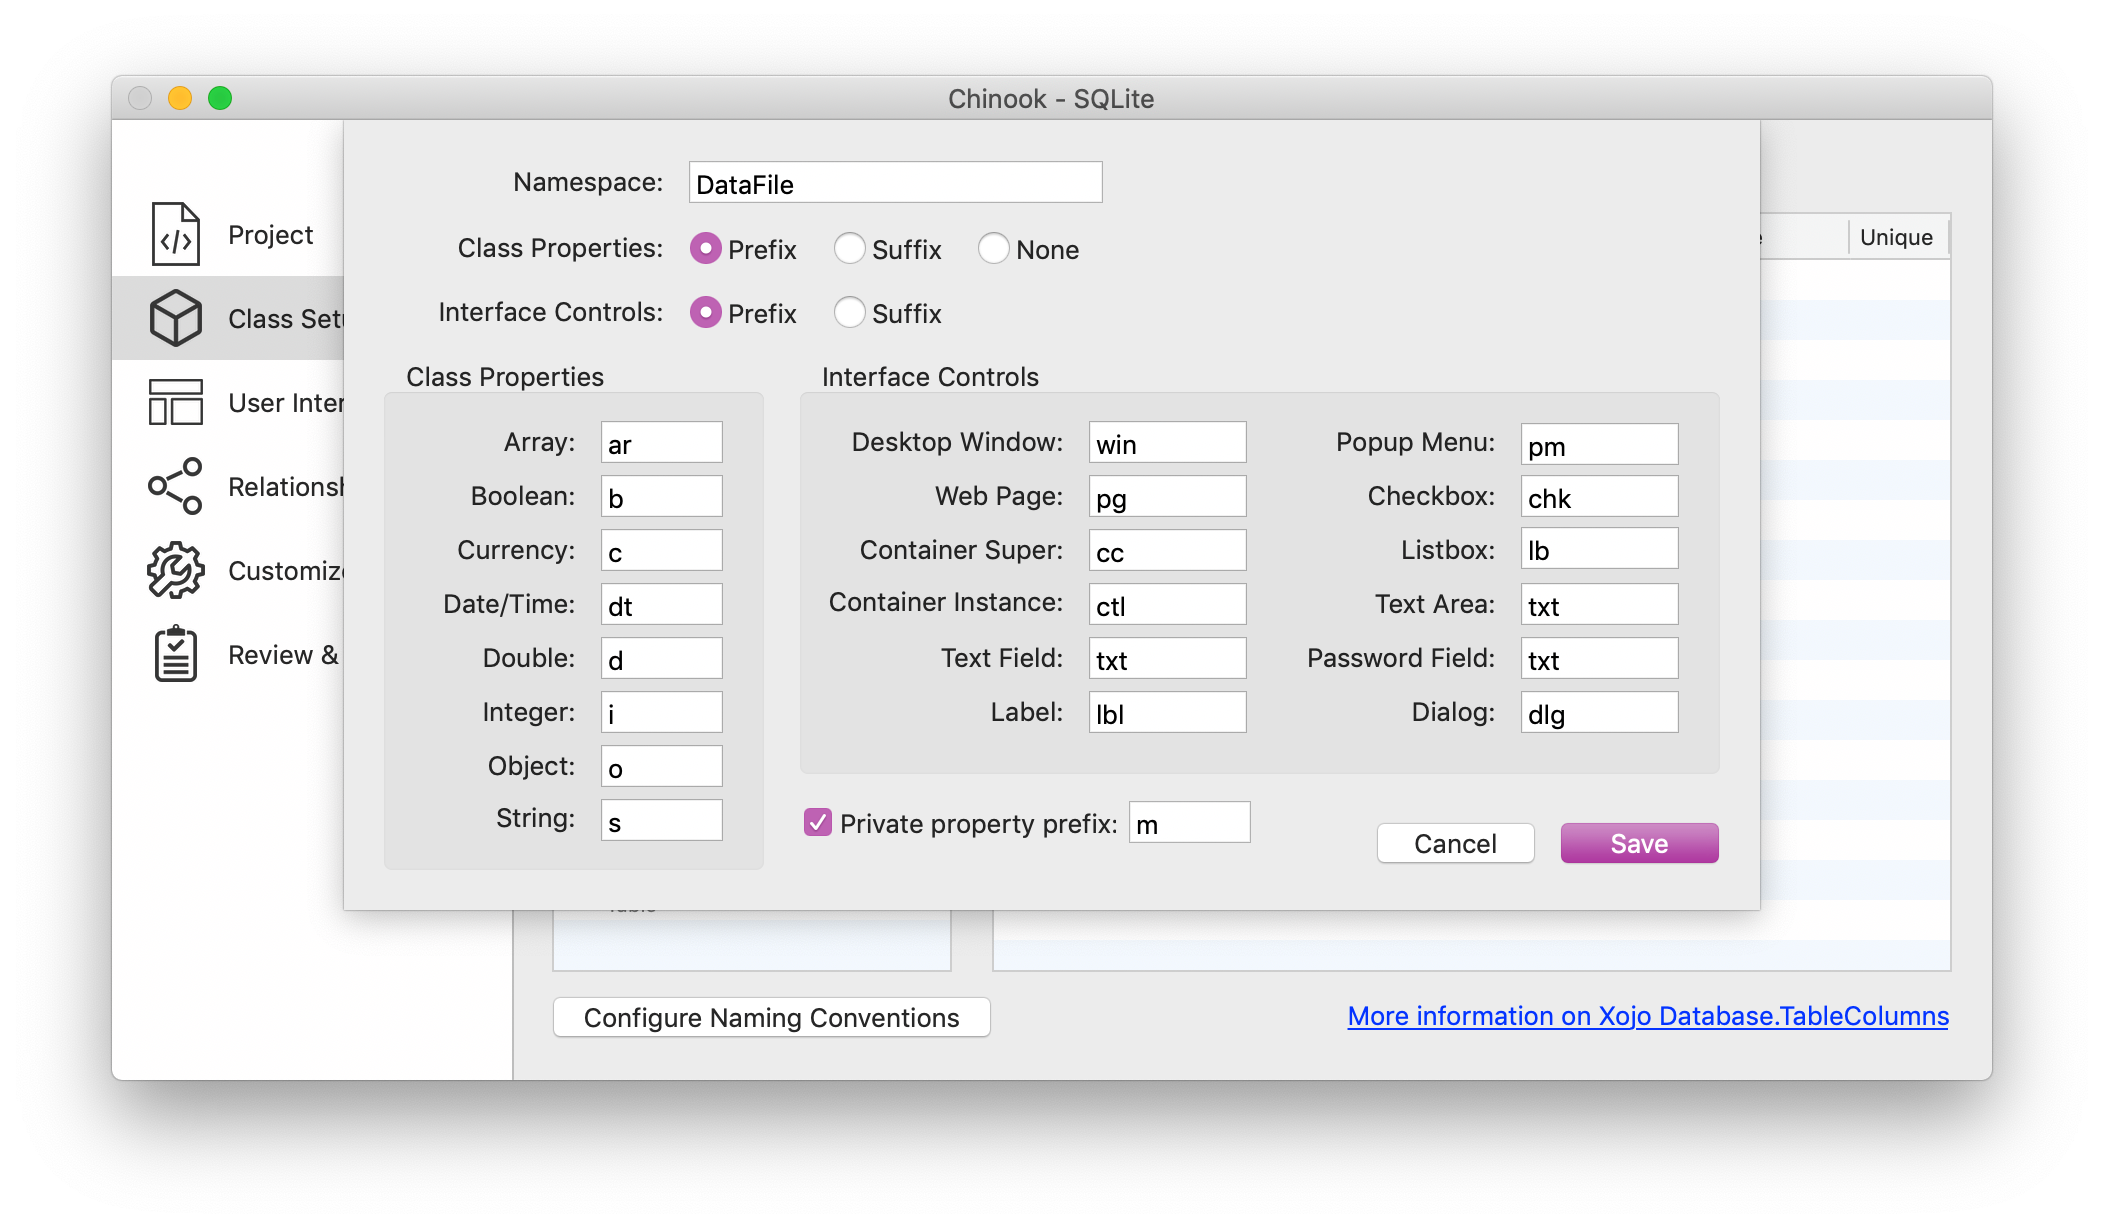 Chinook - SQLite
Project
Class Setu
User Inter
Relationsh
Customize
Review &
Namespace: DataFile
Class Properties: Prefix Suffix None
Interface Controls: Prefix Suffix
Class Properties
Array: ar
Boolean: b
Currency: c
Date/Time: dt
Double: d
Integer: i
Object: o
String: s
Interface Controls
Desktop Window: win
Web Page: pg
Container Super: cc
Container Instance: ctl
Text Field: txt
Label: lbl
Popup Menu: pm
Checkbox: chk
Listbox: lb
Text Area: txt
Password Field: txt
Dialog: dlg
Private property prefix: m
Cancel
Save
Unique
Configure Naming Conventions
More information on Xojo Database.TableColumns